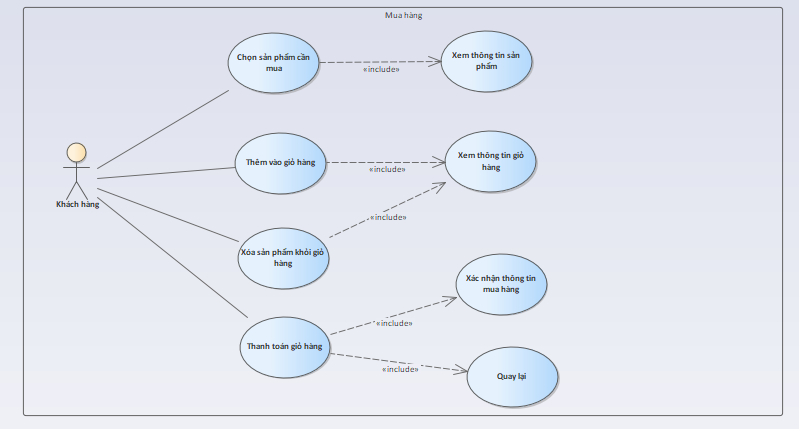 Mua hàng
Chọn sản phẩm cần
mua
«include»
Xem thông tin sản
phẩm
Thêm vào giỏ hàng
«include»
Xem thông tin giỏ
hàng
Khách hàng
«include»
Xóa sản phẩm khỏi giỏ
hàng
Xác nhận thông tin
mua hàng
«include»
Thanh toán giỏ hàng
«include»
Quay lại